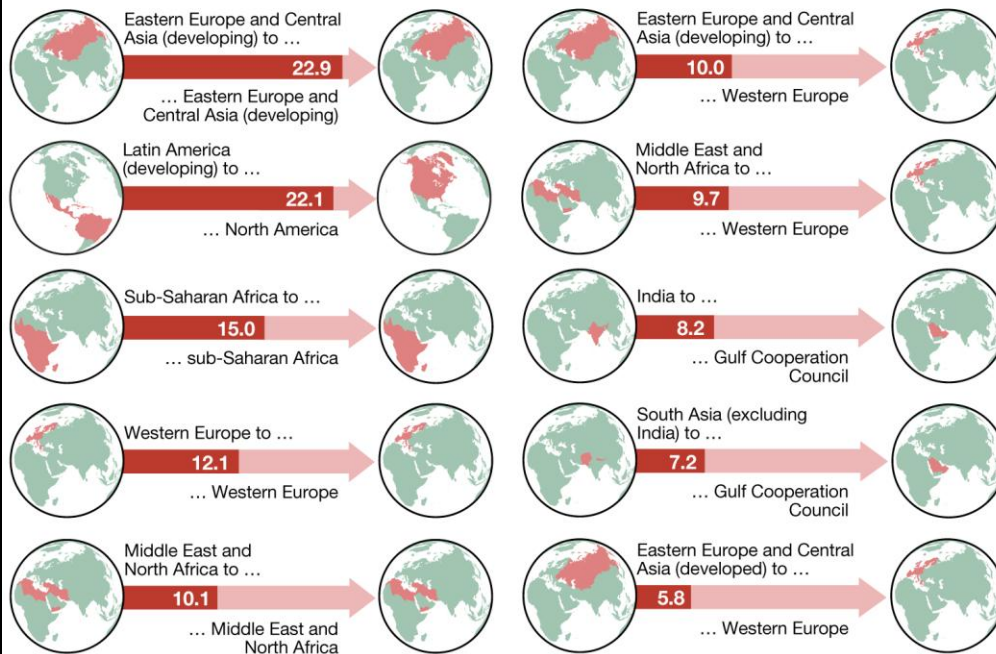 Eastern Europe and Central
Asia (developing) to …
22.9
… Eastern Europe and
Central Asia (developing)
Latin America
(developing) to …
22.1
… North America
Sub-Saharan Africa to …
15.0
… sub-Saharan Africa
Western Europe to …
12.1
… Western Europe
Middle East and
North Africa to …
10.1
… Middle East and
North Africa
Eastern Europe and Central
Asia (developing) to …
10.0
… Western Europe
Middle East and
North Africa to …
9.7
… Western Europe
India to …
8.2
… Gulf Cooperation
Council
South Asia (excluding
India) to …
7.2
… Gulf Cooperation
Council
Eastern Europe and Central
Asia (developed) to …
5.8
… Western Europe